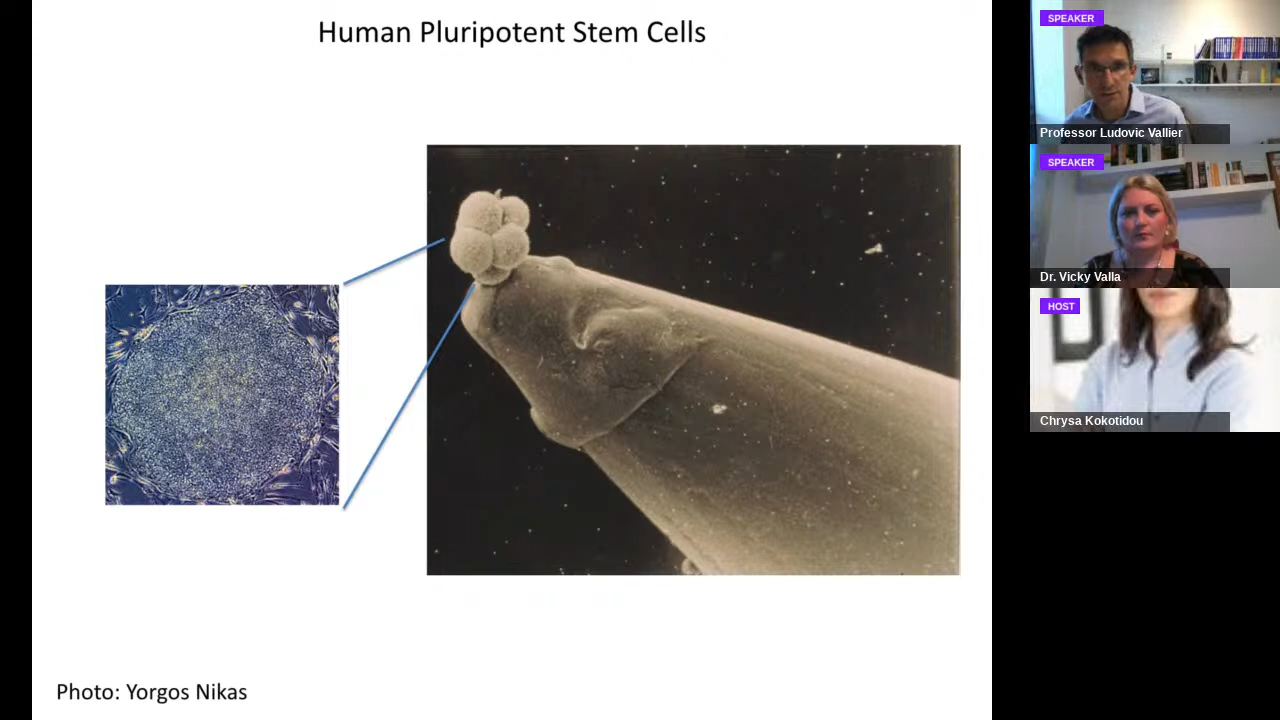 Human Pluripotent Stem Cells
Photo: Yorgos Nikas
SPEAKER
Professor Ludovic Vallier
SPEAKER
Dr. Vicky Valla
HOST
Chrysa Kokotidou